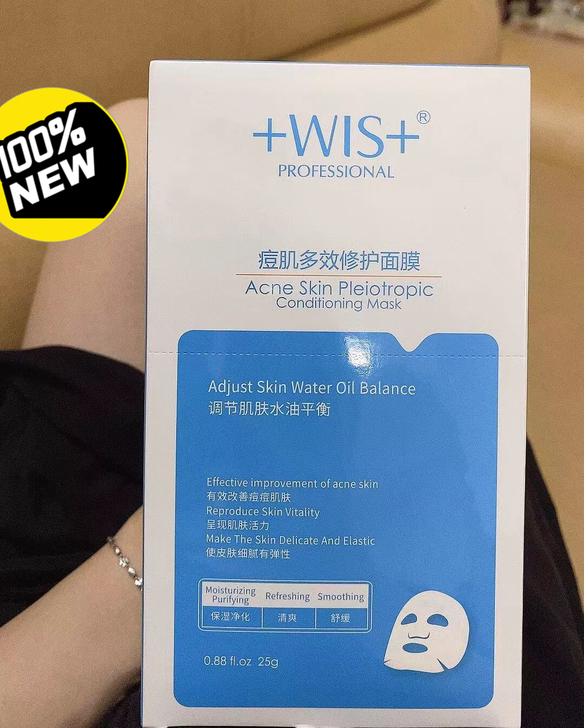 100%
NEW
+WIS+®
PROFESSIONAL
痘肌多效修护面膜
Acne Skin Pleiotropic
Conditioning Mask
Adjust Skin Water Oil Balance
调节肌肤水油平衡
Effective improvement of acne skin
有效改善痘痘肌肤
Reproduce Skin Vitality
呈现肌肤活力
Make The Skin Delicate And Elastic
使皮肤细腻有弹性
Moisturizing Purifying Refreshing Smoothing
保湿净化 清爽 舒缓
0.88 fl.oz 25g